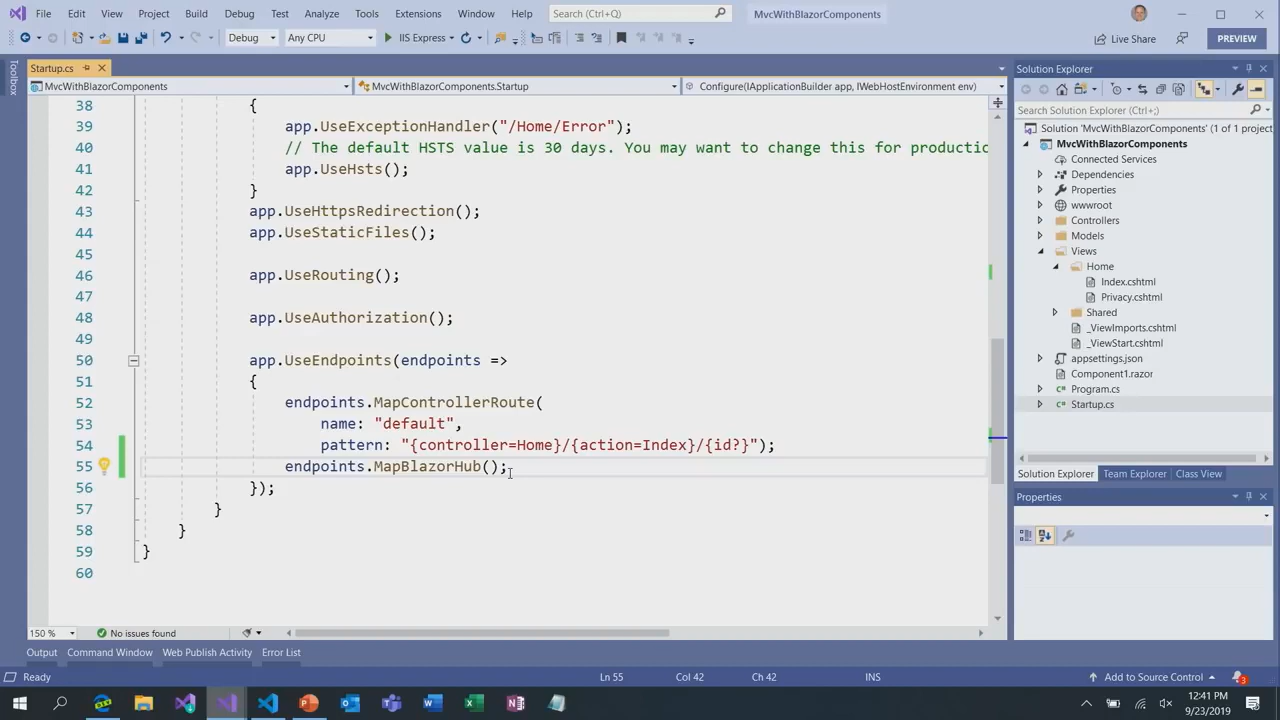 File Edit View Project Build Debug Test Analyze Tools Extensions Window Help Search (Ctrl+Q) MvcWithBlazorComponents
Debug Any CPU IIS Express Live Share PREVIEW
Toolbox
Startup.cs
MvcWithBlazorComponents MvcWithBlazorComponents.Startup Configure(IApplicationBuilder app, IWebHostEnvironment env)
38 {
39 app.UseExceptionHandler("/Home/Error");
40 // The default HSTS value is 30 days. You may want to change this for productio
41 app.UseHsts();
42 }
43 app.UseHttpsRedirection();
44 app.UseStaticFiles();
45
46 app.UseRouting();
47
48 app.UseAuthorization();
49
50 app.UseEndpoints(endpoints =>
51 {
52 endpoints.MapControllerRoute(
53 name: "default",
54 pattern: "{controller=Home}/{action=Index}/{id?}");
55 endpoints.MapBlazorHub();
56 });
57 }
58 }
59 }
60
150 % No issues found
Solution Explorer
Search Solution Explorer (Ctrl+;)
Solution 'MvcWithBlazorComponents' (1 of 1 project
MvcWithBlazorComponents
Connected Services
Dependencies
Properties
wwwroot
Controllers
Models
Views
Home
Index.cshtml
Privacy.cshtml
Shared
_ViewImports.cshtml
_ViewStart.cshtml
appsettings.json
Component1.razor
C# Program.cs
C# Startup.cs
Solution Explorer Team Explorer Class View
Properties
Output Command Window Web Publish Activity Error List
Ready Ln 55 Col 42 Ch 42 INS Add to Source Control 3
12:41 PM
9/23/2019